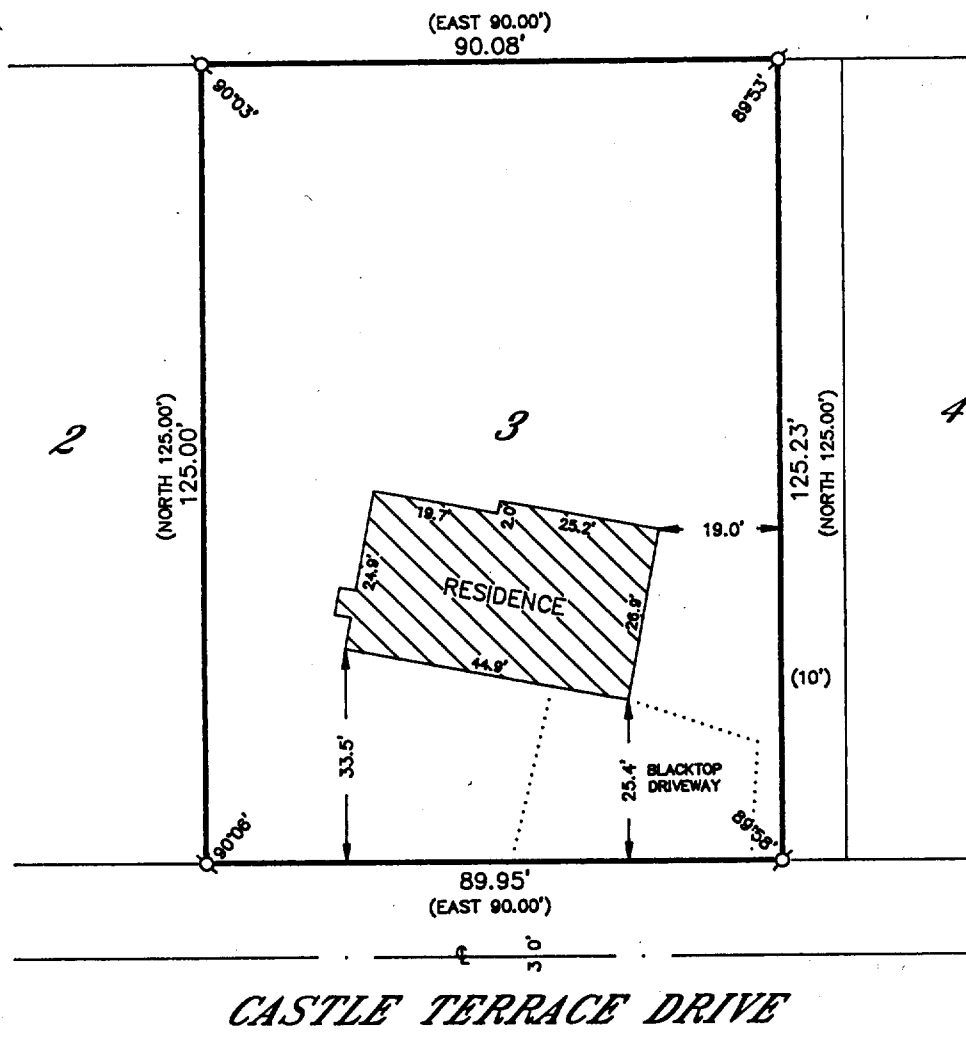 (EAST 90.00')
90.08'
90°03'
89°53'
2
3
4
(NORTH 125.00')
125.00'
125.23'
(NORTH 125.00')
19.7'
2.0'
25.2'
19.0'
24.9'
RESIDENCE
26.9'
44.9'
(10')
33.5'
25.4'
BLACKTOP
DRIVEWAY
90°06'
89°58'
89.95'
(EAST 90.00')
℄
CASTLE TERRACE DRIVE